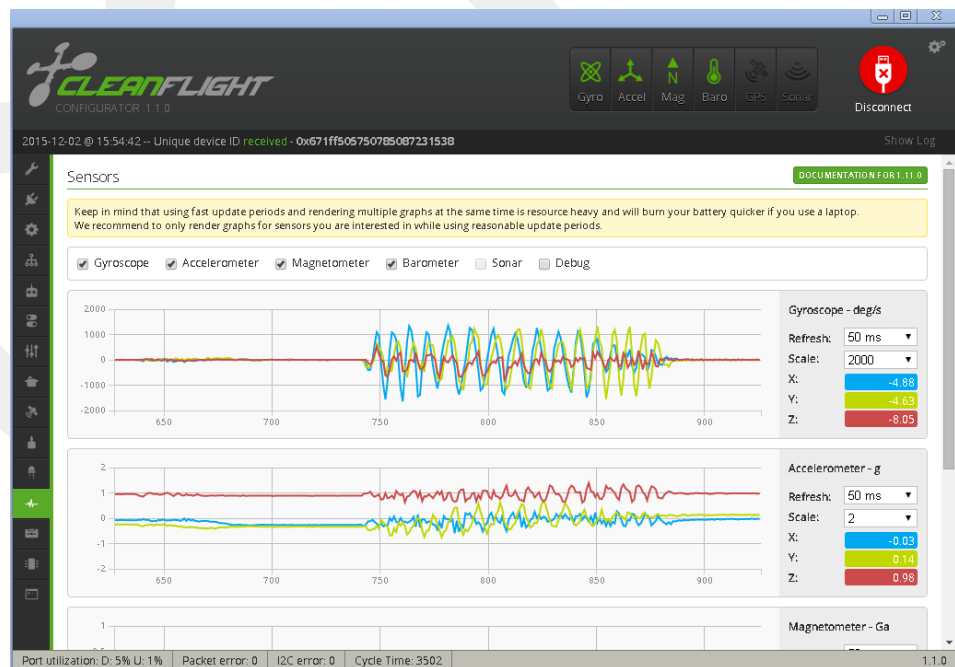 CLEANFLIGHT
CONFIGURATOR 1.1.0
Gyro Accel Mag Baro GPS Sonar
Disconnect
2015-12-02 @ 15:54:42 -- Unique device ID received - 0x671ff505750785087231538
Show Log
Sensors
DOCUMENTATION FOR 1.11.0
Keep in mind that using fast update periods and rendering multiple graphs at the same time is resource heavy and will burn your battery quicker if you use a laptop.
We recommend to only render graphs for sensors you are interested in while using reasonable update periods.
Gyroscope Accelerometer Magnetometer Barometer Sonar Debug
2000
1000
0
-1000
-2000
650 700 750 800 850 900
Gyroscope - deg/s
Refresh: 50 ms
Scale: 2000
X: -4.88
Y: -4.63
Z: -8.05
2
1
0
-1
-2
650 700 750 800 850 900
Accelerometer - g
Refresh: 50 ms
Scale: 2
X: -0.03
Y: 0.14
Z: 0.98
1
Magnetometer - Ga
Port utilization: D: 5% U: 1% Packet error: 0 I2C error: 0 Cycle Time: 3502 1.1.0